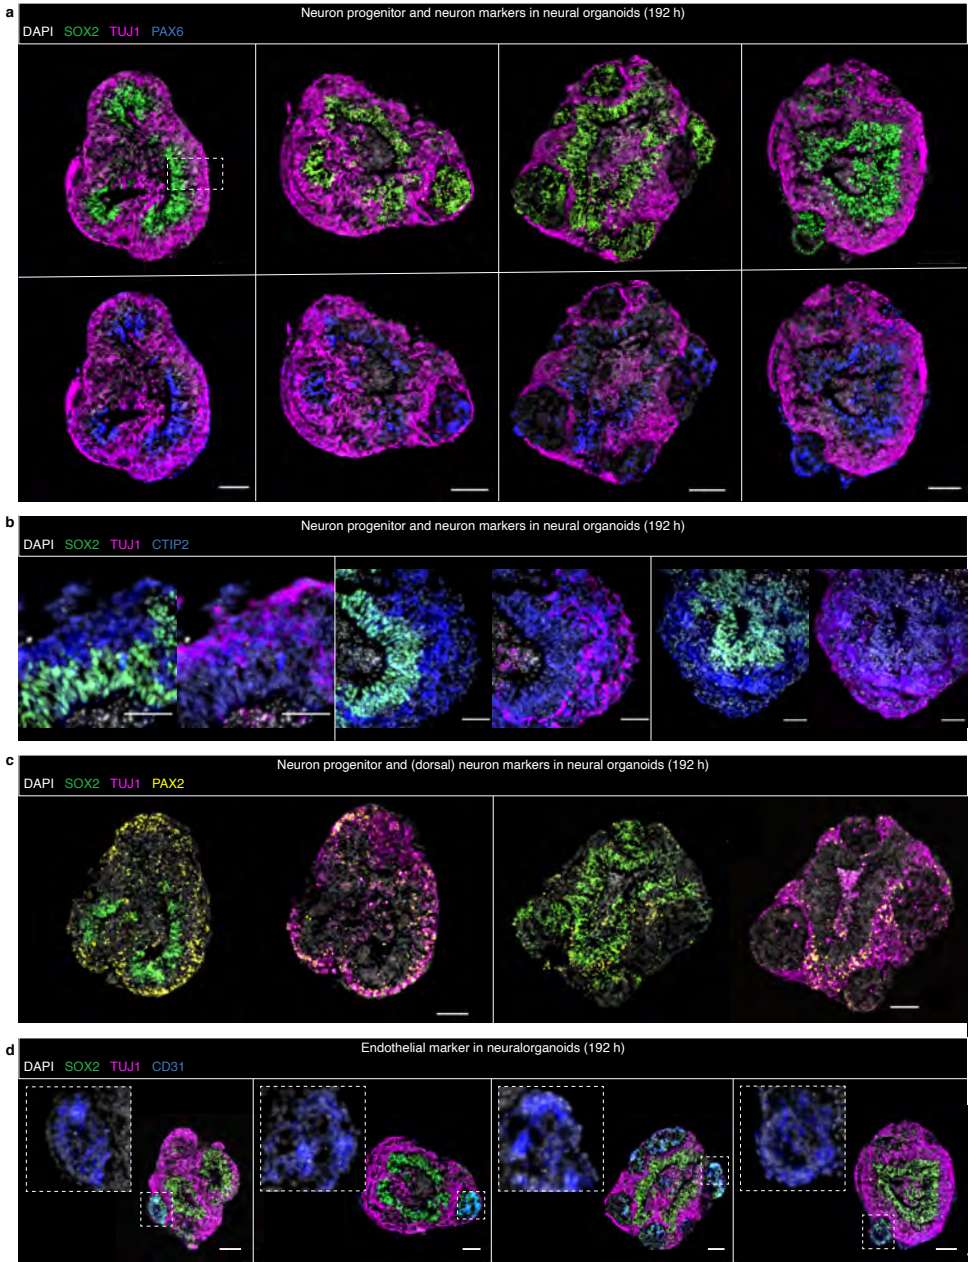 a
Neuron progenitor and neuron markers in neural organoids (192 h)
DAPI SOX2 TUJ1 PAX6
b
Neuron progenitor and neuron markers in neural organoids (192 h)
DAPI SOX2 TUJ1 CTIP2
c
Neuron progenitor and (dorsal) neuron markers in neural organoids (192 h)
DAPI SOX2 TUJ1 PAX2
d
Endothelial marker in neuralorganoids (192 h)
DAPI SOX2 TUJ1 CD31